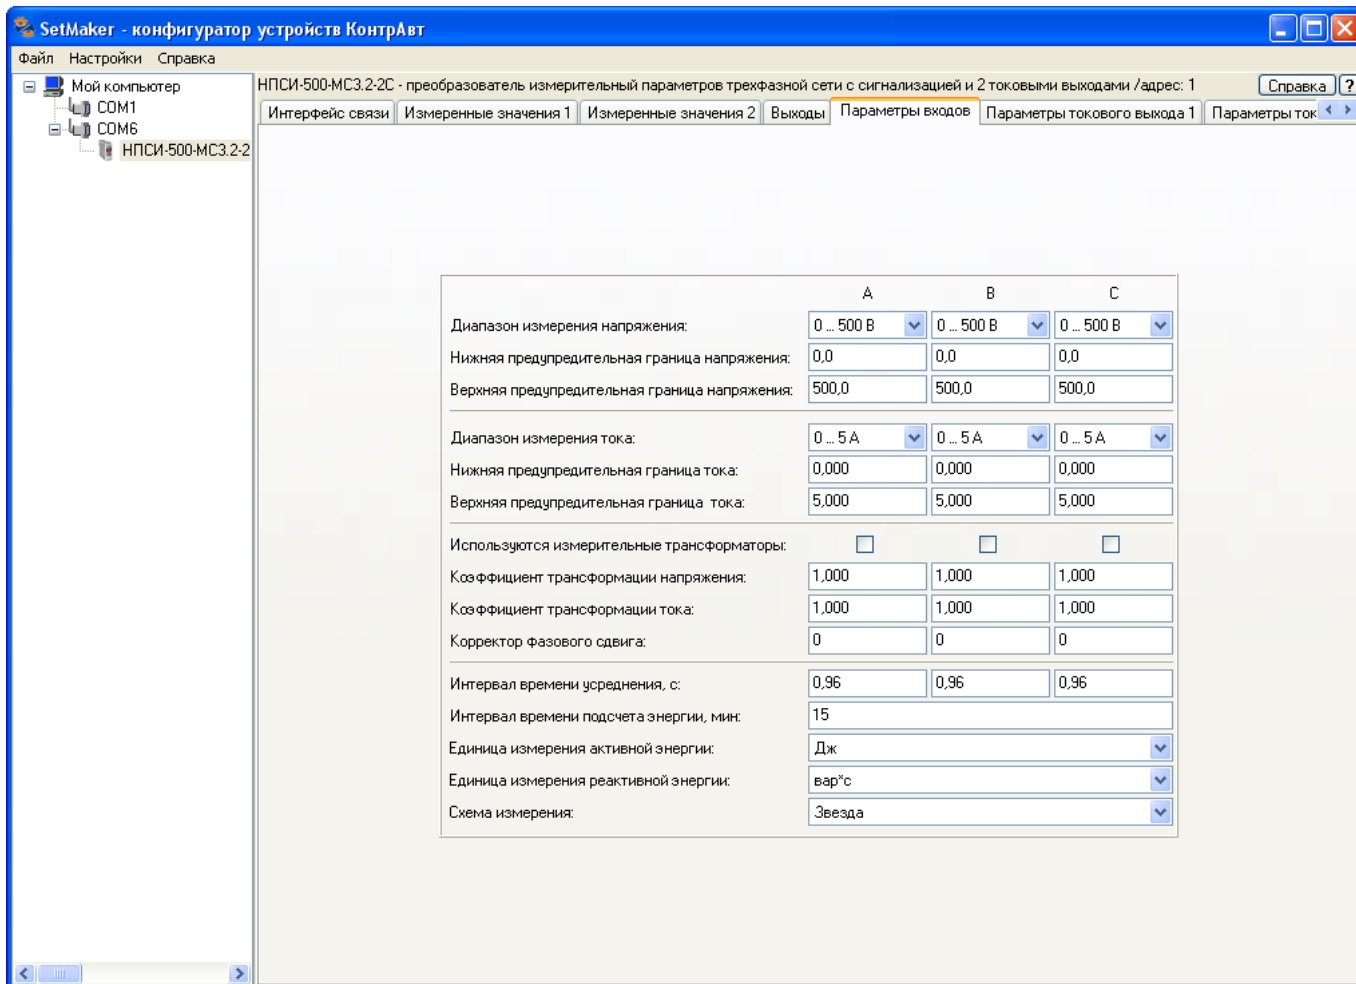 SetMaker - конфигуратор устройств КонтрАвт
Файл Настройки Справка
Мой компьютер
COM1
COM6
НПСИ-500-МС3.2-2
НПСИ-500-МС3.2-2С - преобразователь измерительный параметров трехфазной сети с сигнализацией и 2 токовыми выходами /адрес: 1 Справка ?
Интерфейс связи Измеренные значения 1 Измеренные значения 2 Выходы Параметры входов Параметры токового выхода 1 Параметры ток
A B C
Диапазон измерения напряжения: 0 ... 500 В 0 ... 500 В 0 ... 500 В
Нижняя предупредительная граница напряжения: 0,0 0,0 0,0
Верхняя предупредительная граница напряжения: 500,0 500,0 500,0
Диапазон измерения тока: 0 ... 5 А 0 ... 5 А 0 ... 5 А
Нижняя предупредительная граница тока: 0,000 0,000 0,000
Верхняя предупредительная граница тока: 5,000 5,000 5,000
Используются измерительные трансформаторы:
Коэффициент трансформации напряжения: 1,000 1,000 1,000
Коэффициент трансформации тока: 1,000 1,000 1,000
Корректор фазового сдвига: 0 0 0
Интервал времени усреднения, с: 0,96 0,96 0,96
Интервал времени подсчета энергии, мин: 15
Единица измерения активной энергии: Дж
Единица измерения реактивной энергии: вар*с
Схема измерения: Звезда